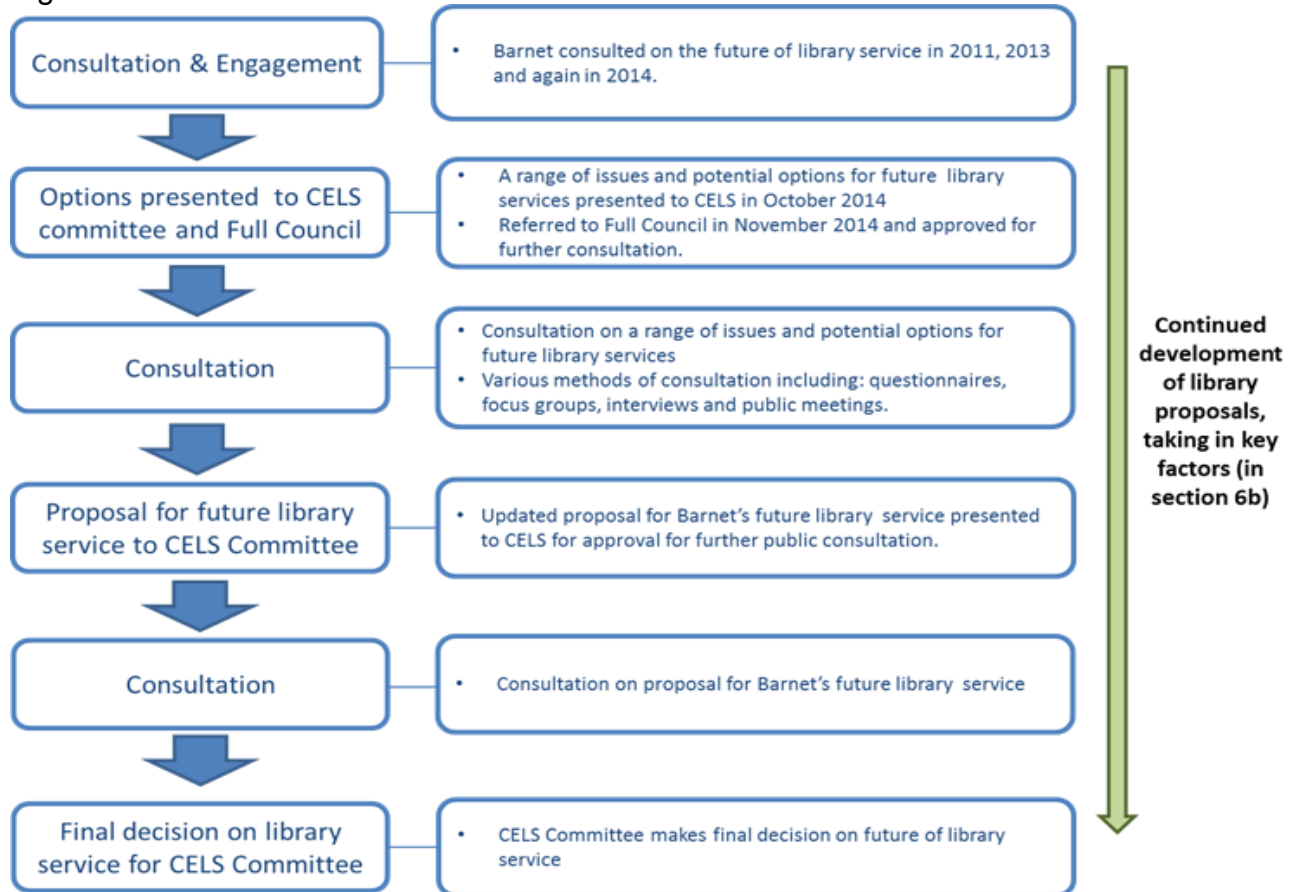 Consultation & Engagement
• Barnet consulted on the future of library service in 2011, 2013
and again in 2014.
Options presented to CELS
committee and Full Council
• A range of issues and potential options for future library
services presented to CELS in October 2014
• Referred to Full Council in November 2014 and approved for
further consultation.
Consultation
• Consultation on a range of issues and potential options for
future library services
• Various methods of consultation including: questionnaires,
focus groups, interviews and public meetings.
Proposal for future library
service to CELS Committee
• Updated proposal for Barnet's future library service presented
to CELS for approval for further public consultation.
Consultation
• Consultation on proposal for Barnet's future library service
Final decision on library
service for CELS Committee
• CELS Committee makes final decision on future of library
service
Continued
development
of library
proposals,
taking in key
factors (in
section 6b)